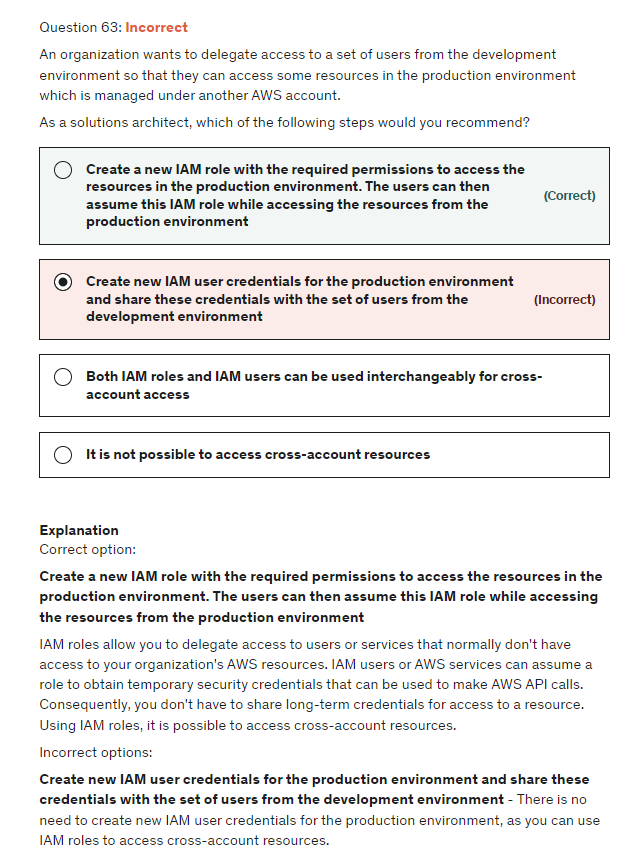 Question 63: Incorrect
An organization wants to delegate access to a set of users from the development
environment so that they can access some resources in the production environment
which is managed under another AWS account.
As a solutions architect, which of the following steps would you recommend?
Create a new IAM role with the required permissions to access the
resources in the production environment. The users can then
assume this IAM role while accessing the resources from the
production environment
(Correct)
Create new IAM user credentials for the production environment
and share these credentials with the set of users from the
development environment
(Incorrect)
Both IAM roles and IAM users can be used interchangeably for cross-
account access
It is not possible to access cross-account resources
Explanation
Correct option:
Create a new IAM role with the required permissions to access the resources in the
production environment. The users can then assume this IAM role while accessing
the resources from the production environment
IAM roles allow you to delegate access to users or services that normally don't have
access to your organization's AWS resources. IAM users or AWS services can assume a
role to obtain temporary security credentials that can be used to make AWS API calls.
Consequently, you don't have to share long-term credentials for access to a resource.
Using IAM roles, it is possible to access cross-account resources.
Incorrect options:
Create new IAM user credentials for the production environment and share these
credentials with the set of users from the development environment - There is no
need to create new IAM user credentials for the production environment, as you can use
IAM roles to access cross-account resources.